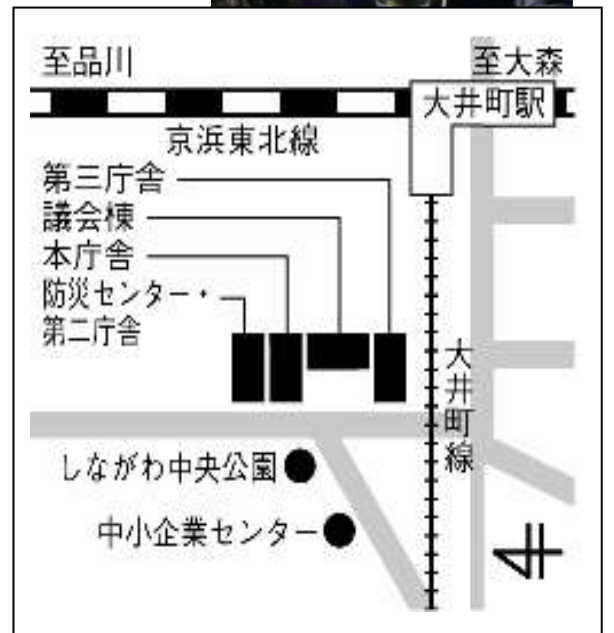 至品川
至大森
大井町駅
京浜東北線
第三庁舎
議会棟
本庁舎
防災センター・
第二庁舎
大井町線
しながわ中央公園
中小企業センター